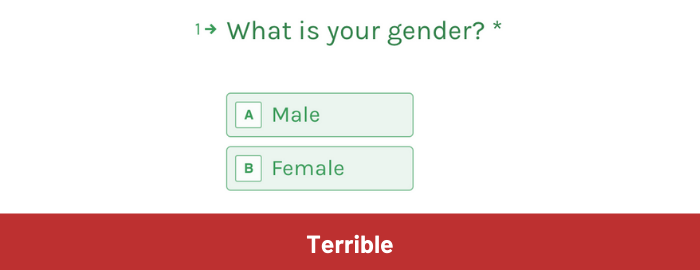 1→ What is your gender? *
A Male
B Female
Terrible